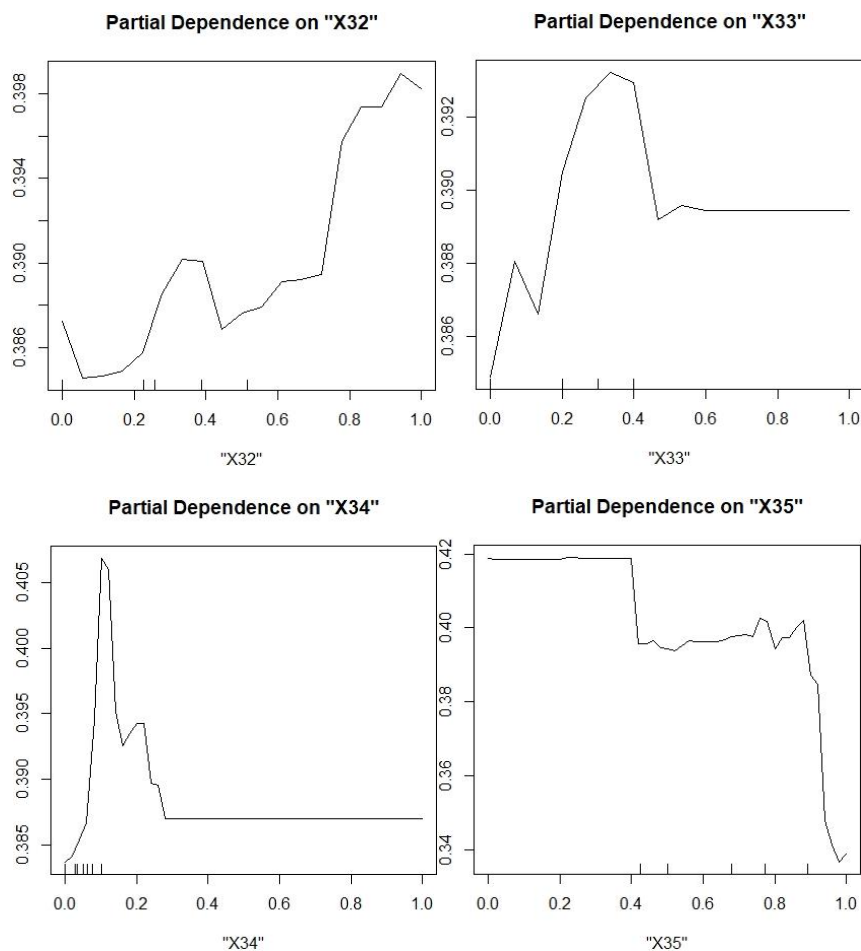 Partial Dependence on "X32"
0.398
0.394
0.390
0.386
0.0 0.2 0.4 0.6 0.8 1.0
"X32"
Partial Dependence on "X33"
0.392
0.390
0.388
0.386
0.0 0.2 0.4 0.6 0.8 1.0
"X33"
Partial Dependence on "X34"
0.405
0.400
0.395
0.390
0.385
0.0 0.2 0.4 0.6 0.8 1.0
"X34"
Partial Dependence on "X35"
0.42
0.40
0.38
0.36
0.34
0.0 0.2 0.4 0.6 0.8 1.0
"X35"